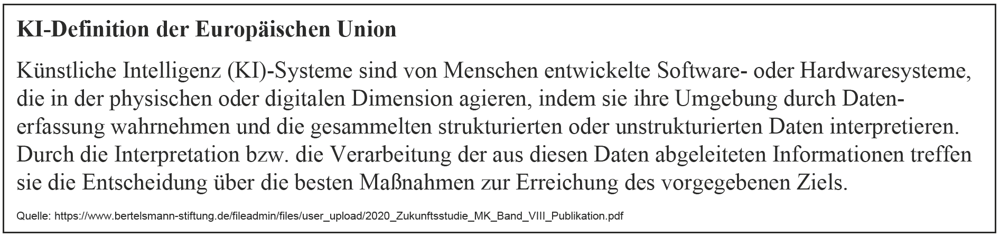 KI-Definition der Europäischen Union
Künstliche Intelligenz (KI)-Systeme sind von Menschen entwickelte Software- oder Hardwaresysteme,
die in der physischen oder digitalen Dimension agieren, indem sie ihre Umgebung durch Daten-
erfassung wahrnehmen und die gesammelten strukturierten oder unstrukturierten Daten interpretieren.
Durch die Interpretation bzw. die Verarbeitung der aus diesen Daten abgeleiteten Informationen treffen
sie die Entscheidung über die besten Maßnahmen zur Erreichung des vorgegebenen Ziels.
Quelle: https://www.bertelsmann-stiftung.de/fileadmin/files/user_upload/2020_Zukunftsstudie_MK_Band_VIII_Publikation.pdf